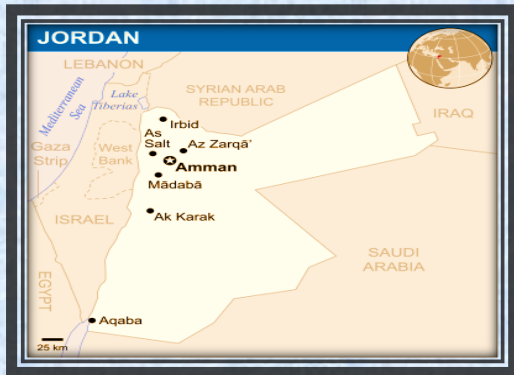 JORDAN
LEBANON
Mediterranean
Sea
Lake
Tiberias
SYRIAN ARAB
REPUBLIC
IRAQ
Irbid
As
Salt
Az Zarqā'
Gaza
Strip
West
Bank
Amman
Mādabā
Ak Karak
ISRAEL
SAUDI
ARABIA
EGYPT
Aqaba
25 km